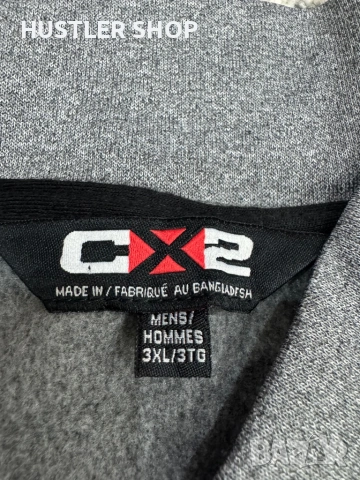 HUSTLER SHOP
CX2
MADE IN / FABRIQUÉ AU BANGLADESH
MENS/
HOMMES
3XL/3TG